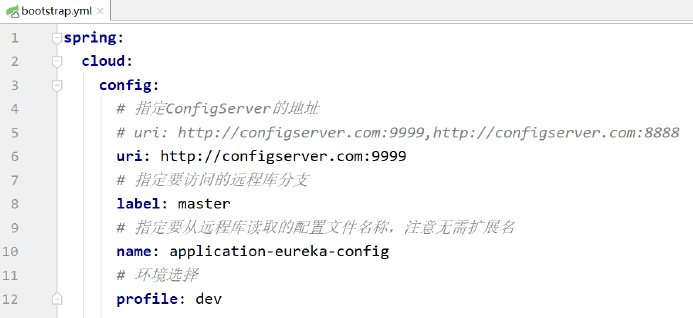 bootstrap.yml
1 spring:
2 cloud:
3 config:
4 # 指定ConfigServer的地址
5 # uri: http://configserver.com:9999,http://configserver.com:8888
6 uri: http://configserver.com:9999
7 # 指定要访问的远程库分支
8 label: master
9 # 指定要从远程库读取的配置文件名称，注意无需扩展名
10 name: application-eureka-config
11 # 环境选择
12 profile: dev